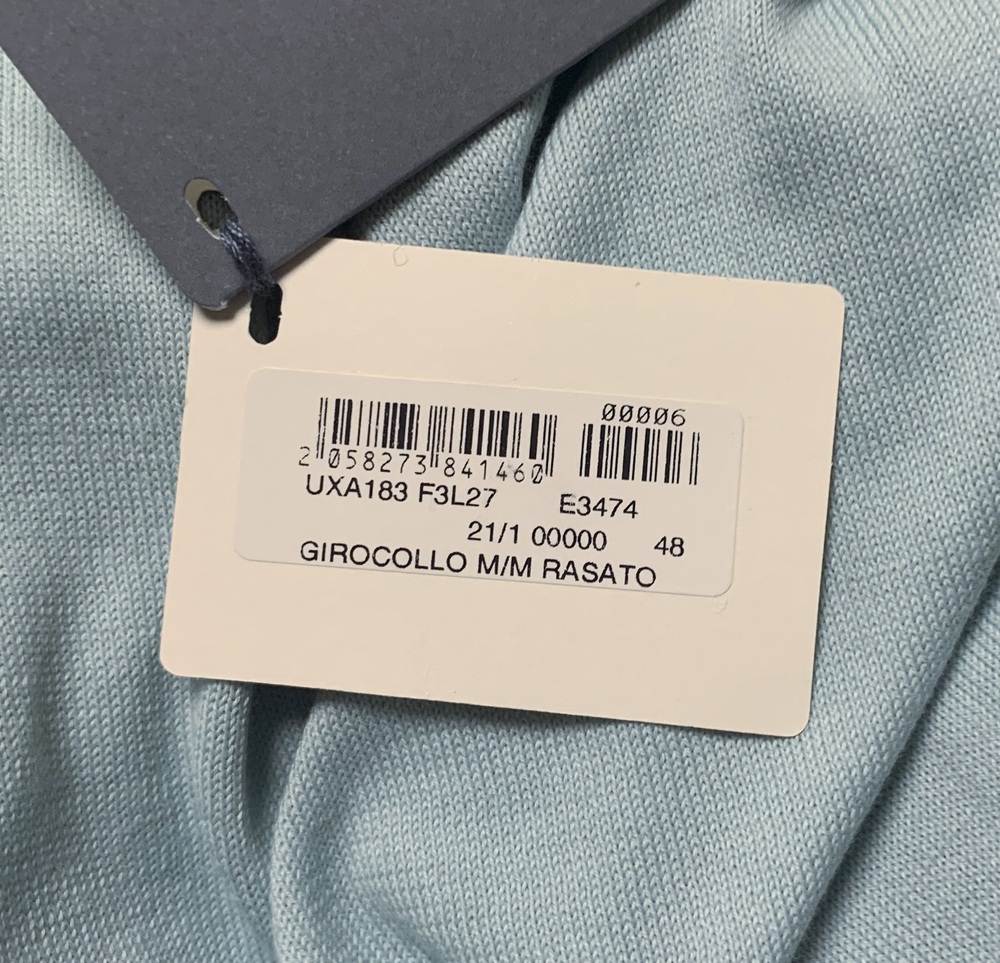 00006
2 058273 841460
UXA183 F3L27 E3474
21/1 00000 48
GIROCOLLO M/M RASATO